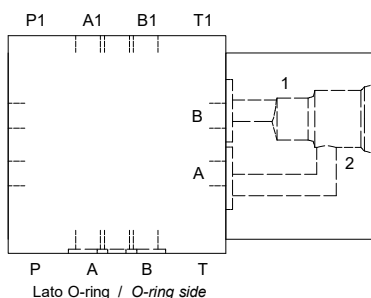 P1 A1 B1 T1
1
B
2
A
P A B T
Lato O-ring / O-ring side